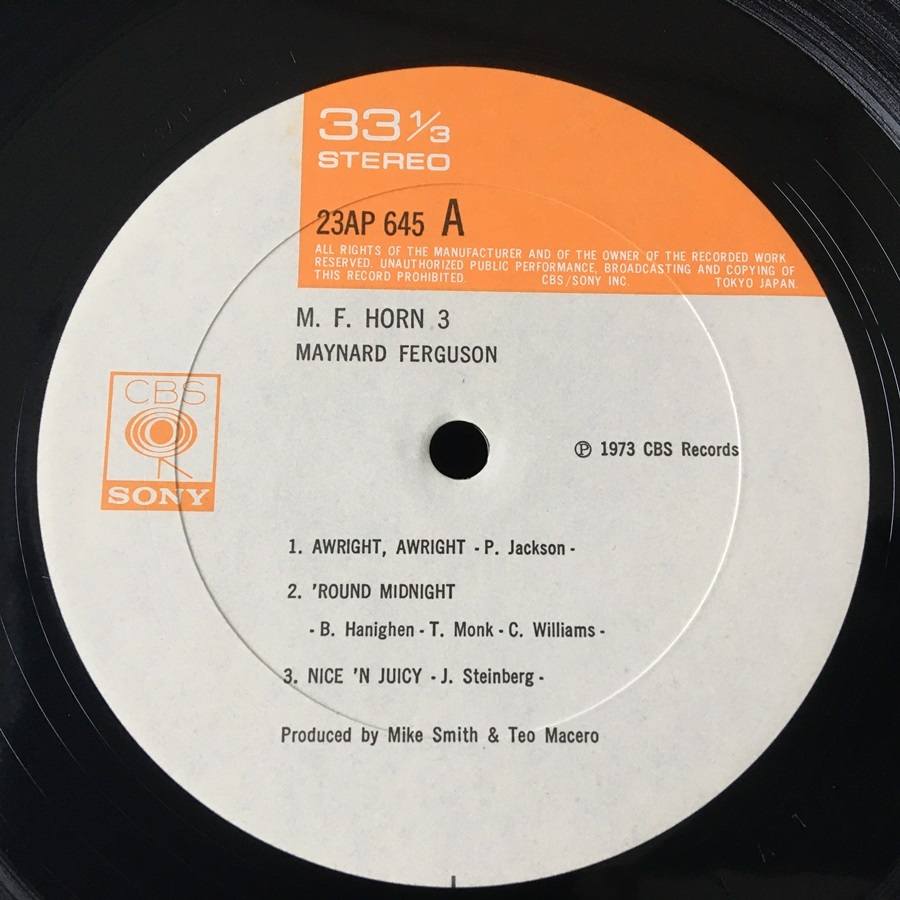 33 1/3
STEREO
23AP 645 A
ALL RIGHTS OF THE MANUFACTURER AND OF THE OWNER OF THE RECORDED WORK
RESERVED. UNAUTHORIZED PUBLIC PERFORMANCE, BROADCASTING AND COPYING OF
THIS RECORD PROHIBITED. CBS/SONY INC. TOKYO JAPAN.
M. F. HORN 3
MAYNARD FERGUSON
CBS
SONY
Ⓟ 1973 CBS Records
1. AWRIGHT, AWRIGHT - P. Jackson -
2. 'ROUND MIDNIGHT
- B. Hanighen - T. Monk - C. Williams -
3. NICE 'N JUICY - J. Steinberg -
Produced by Mike Smith & Teo Macero